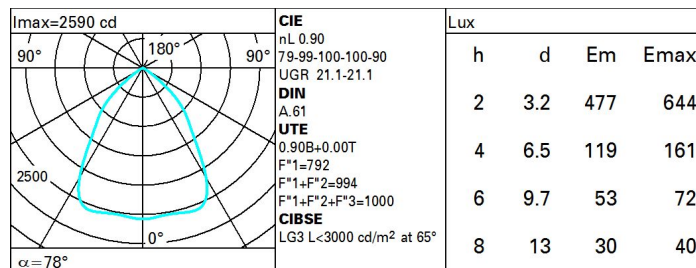 Imax=2590 cd
90° 180° 90°
2500
0°
α=78°
CIE
nL 0.90
79-99-100-100-90
UGR 21.1-21.1
DIN
A.61
UTE
0.90B+0.00T
F"1=792
F"1+F"2=994
F"1+F"2+F"3=1000
CIBSE
LG3 L<3000 cd/m² at 65°
Lux
h d Em Emax
2 3.2 477 644
4 6.5 119 161
6 9.7 53 72
8 13 30 40